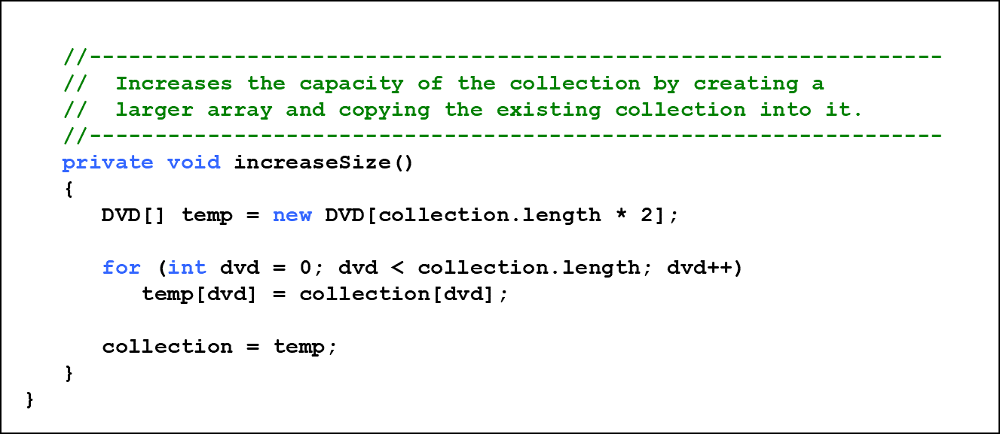 //-----------------------------------------------------------------
//  Increases the capacity of the collection by creating a
//  larger array and copying the existing collection into it.
//-----------------------------------------------------------------
private void increaseSize()
{
   DVD[] temp = new DVD[collection.length * 2];

   for (int dvd = 0; dvd < collection.length; dvd++)
      temp[dvd] = collection[dvd];

   collection = temp;
}
}